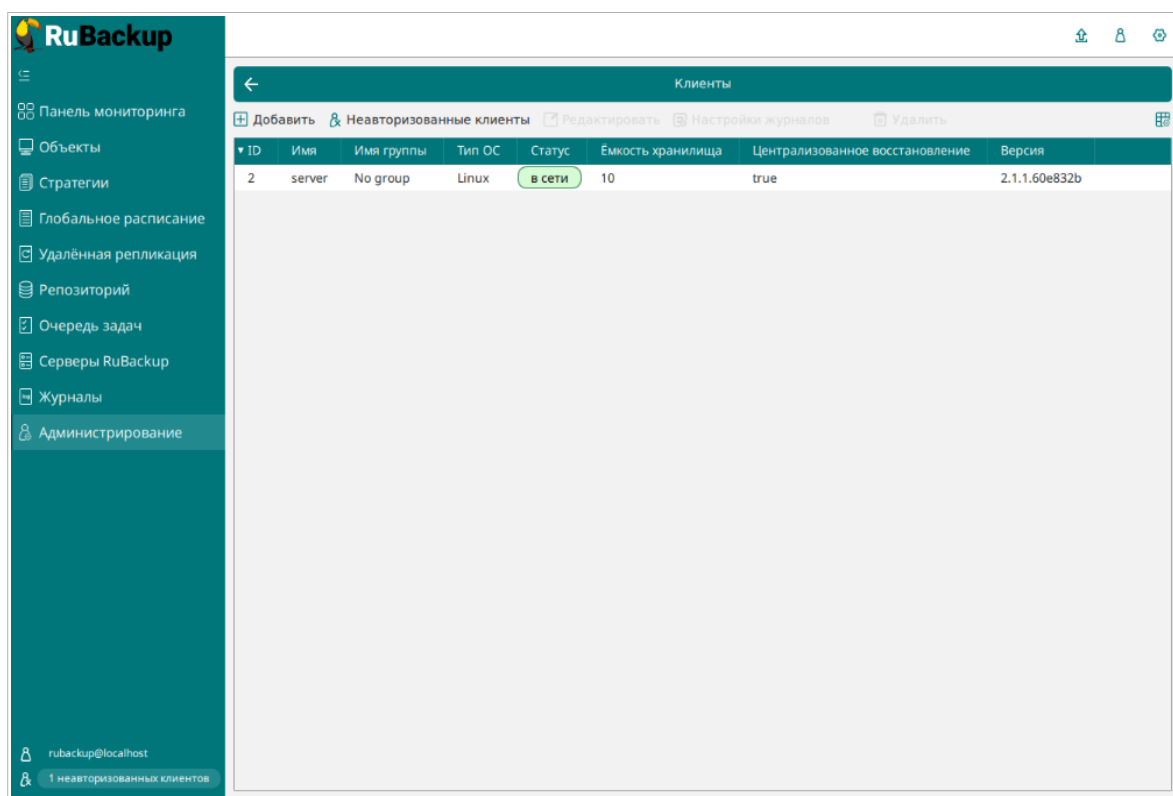 RuBackup
Панель мониторинга
Объекты
Стратегии
Глобальное расписание
Удалённая репликация
Репозиторий
Очередь задач
Серверы RuBackup
Журналы
Администрирование
rubackup@localhost
1 неавторизованных клиентов
Клиенты
Добавить Неавторизованные клиенты Редактировать Настройки журналов Удалить
ID Имя Имя группы Тип ОС Статус Ёмкость хранилища Централизованное восстановление Версия
2 server No group Linux в сети 10 true 2.1.1.60e832b